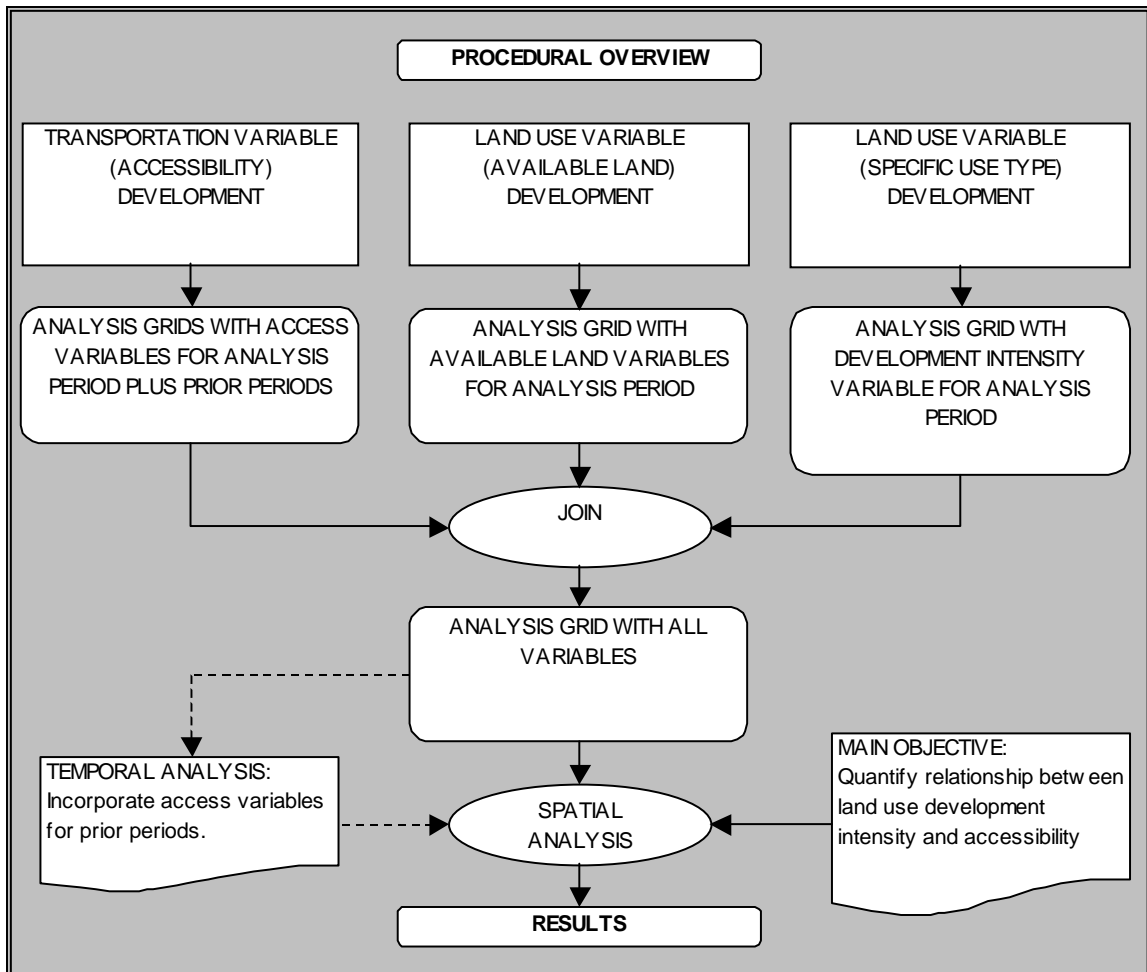 PROCEDURAL OVERVIEW
TRANSPORTATION VARIABLE
(ACCESSIBILITY)
DEVELOPMENT
LAND USE VARIABLE
(AVAILABLE LAND)
DEVELOPMENT
LAND USE VARIABLE
(SPECIFIC USE TYPE)
DEVELOPMENT
ANALYSIS GRIDS WITH ACCESS
VARIABLES FOR ANALYSIS
PERIOD PLUS PRIOR PERIODS
ANALYSIS GRID WITH
AVAILABLE LAND VARIABLES
FOR ANALYSIS PERIOD
ANALYSIS GRID WTH
DEVELOPMENT INTENSITY
VARIABLE FOR ANALYSIS
PERIOD
JOIN
ANALYSIS GRID WITH ALL
VARIABLES
TEMPORAL ANALYSIS:
Incorporate access variables
for prior periods.
SPATIAL
ANALYSIS
MAIN OBJECTIVE:
Quantify relationship between
land use development
intensity and accessibility
RESULTS